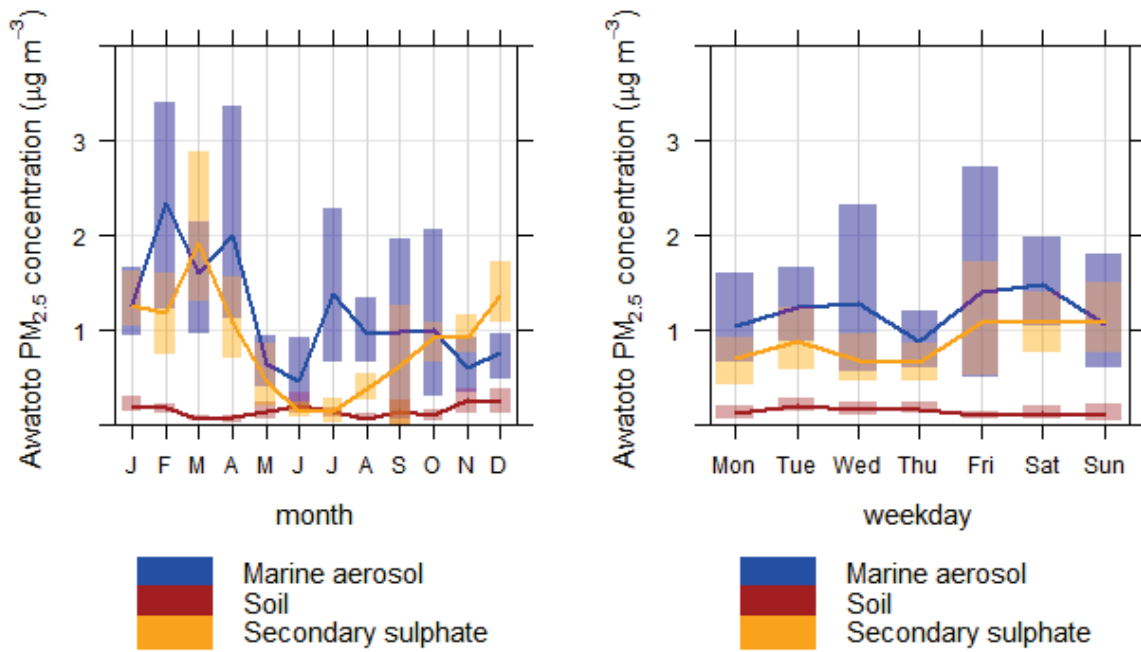 Awatoto PM2.5 concentration (μg m−3)
3
2
1
J F M A M J J A S O N D
month
Marine aerosol
Soil
Secondary sulphate
Awatoto PM2.5 concentration (μg m−3)
3
2
1
Mon Tue Wed Thu Fri Sat Sun
weekday
Marine aerosol
Soil
Secondary sulphate